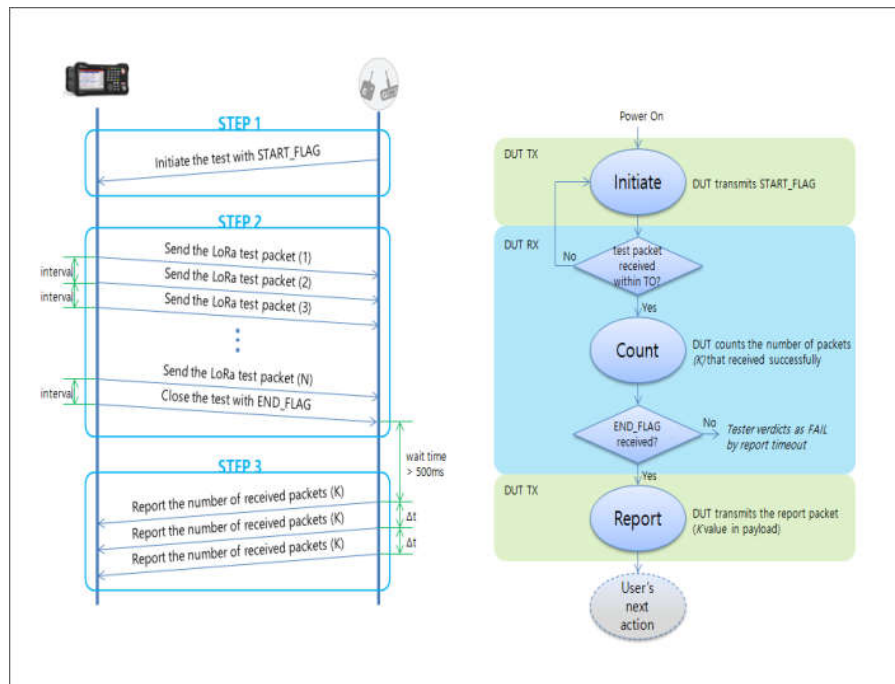 STEP 1
Initiate the test with START_FLAG
STEP 2
Send the LoRa test packet (1)
interval
Send the LoRa test packet (2)
interval
Send the LoRa test packet (3)
Send the LoRa test packet (N)
interval
Close the test with END_FLAG
wait time
> 500ms
STEP 3
Report the number of received packets (K)
Δt
Report the number of received packets (K)
Δt
Report the number of received packets (K)
Power On
DUT TX
Initiate
DUT transmits START_FLAG
DUT RX
No
test packet
received
within TO?
Yes
Count
DUT counts the number of packets
(K) that received successfully
END_FLAG
received?
No
Tester verdicts as FAIL
by report timeout
Yes
DUT TX
Report
DUT transmits the report packet
(K value in payload)
User's
next
action